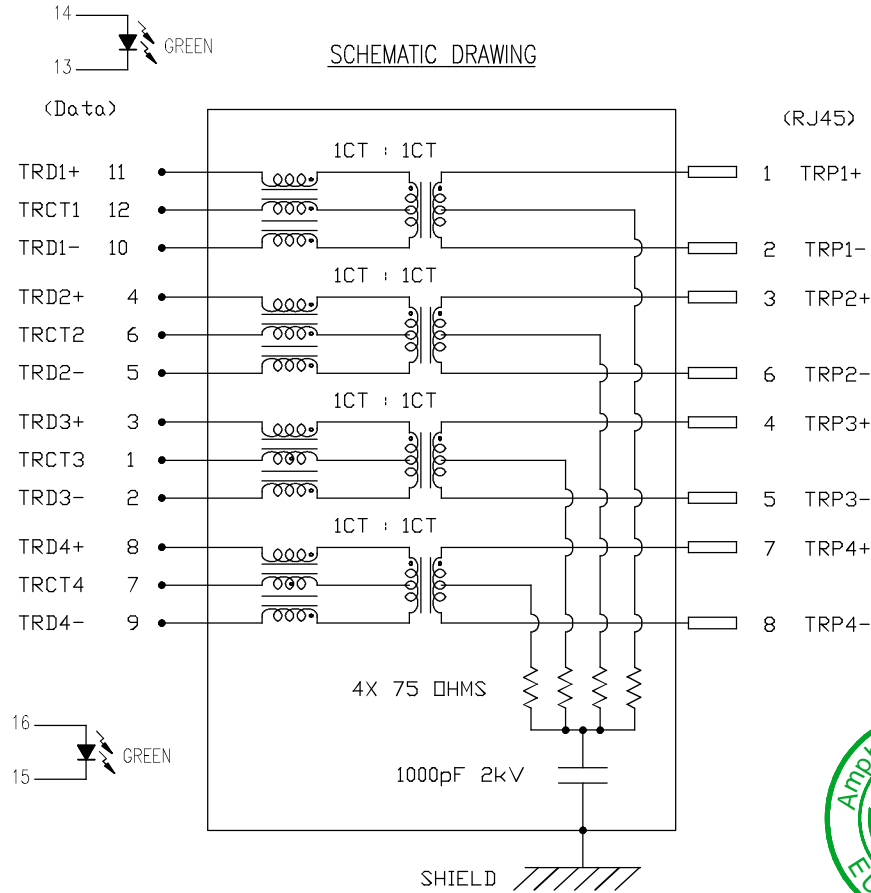 14
GREEN
13
SCHEMATIC DRAWING
(Data)
(RJ45)
1CT : 1CT
TRD1+ 11
1 TRP1+
TRCT1 12
TRD1- 10
2 TRP1-
1CT : 1CT
TRD2+ 4
3 TRP2+
TRCT2 6
TRD2- 5
6 TRP2-
1CT : 1CT
TRD3+ 3
4 TRP3+
TRCT3 1
TRD3- 2
5 TRP3-
1CT : 1CT
TRD4+ 8
7 TRP4+
TRCT4 7
TRD4- 9
8 TRP4-
4X 75 OHMS
16
GREEN
15
1000pF 2kV
SHIELD